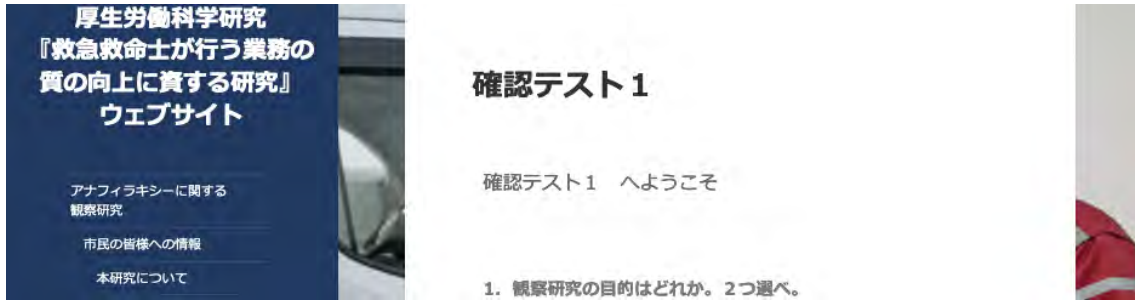 厚生労働科学研究
『救急救命士が行う業務の
質の向上に資する研究』
ウェブサイト
アナフィラキシーに関する
観察研究
市民の皆様への情報
本研究について
確認テスト１
確認テスト１　へようこそ
1. 観察研究の目的はどれか。２つ選べ。